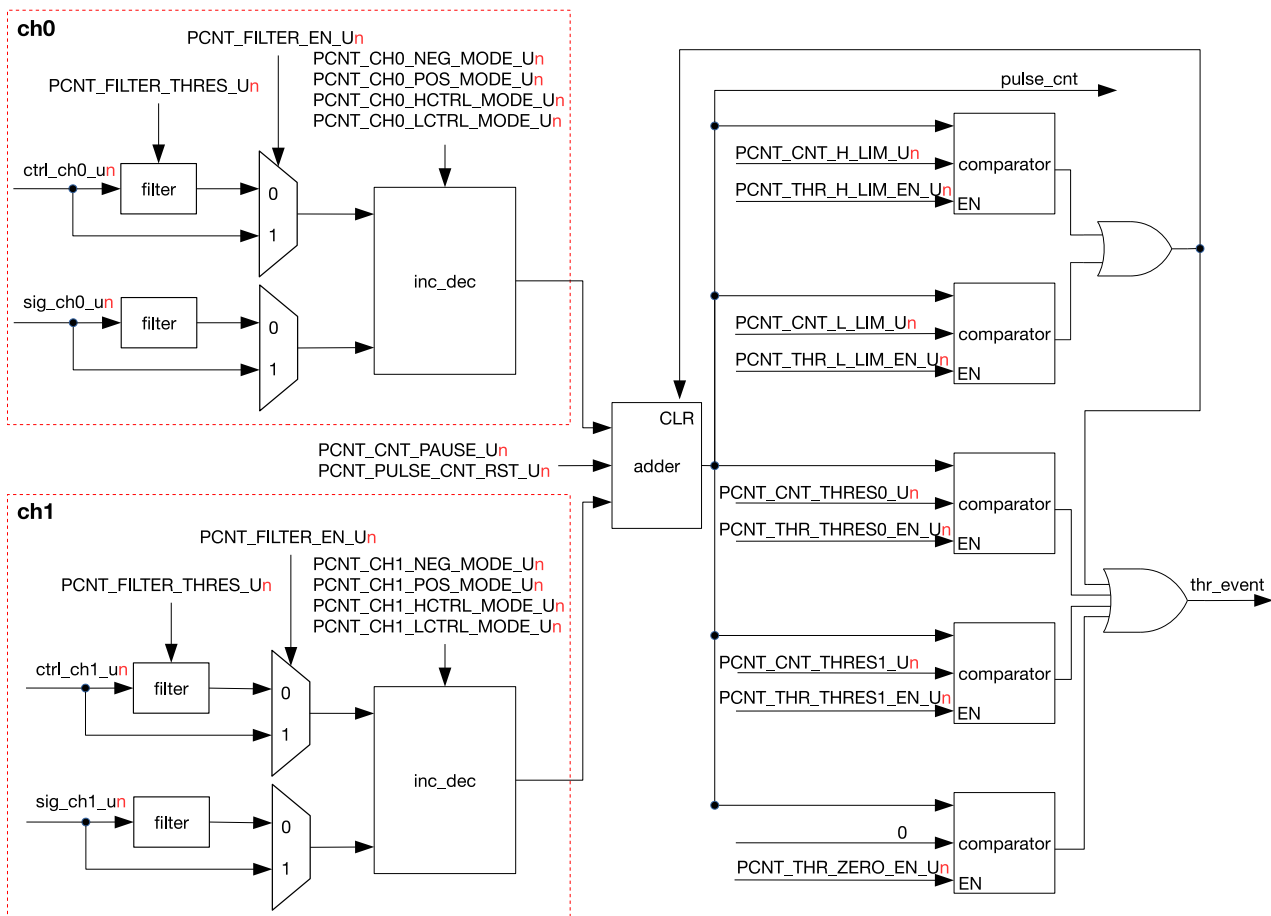 ch0
PCNT_FILTER_EN_Un
PCNT_CH0_NEG_MODE_Un
PCNT_CH0_POS_MODE_Un
PCNT_CH0_HCTRL_MODE_Un
PCNT_CH0_LCTRL_MODE_Un
PCNT_FILTER_THRES_Un
ctrl_ch0_un
filter
0
1
sig_ch0_un
filter
0
1
inc_dec
PCNT_CNT_PAUSE_Un
PCNT_PULSE_CNT_RST_Un
CLR
adder
ch1
PCNT_FILTER_EN_Un
PCNT_CH1_NEG_MODE_Un
PCNT_CH1_POS_MODE_Un
PCNT_CH1_HCTRL_MODE_Un
PCNT_CH1_LCTRL_MODE_Un
PCNT_FILTER_THRES_Un
ctrl_ch1_un
filter
0
1
sig_ch1_un
filter
0
1
inc_dec
pulse_cnt
PCNT_CNT_H_LIM_Un
PCNT_THR_H_LIM_EN_Un
comparator
EN
PCNT_CNT_L_LIM_Un
PCNT_THR_L_LIM_EN_Un
comparator
EN
PCNT_CNT_THRES0_Un
PCNT_THR_THRES0_EN_Un
comparator
EN
PCNT_CNT_THRES1_Un
PCNT_THR_THRES1_EN_Un
comparator
EN
0
PCNT_THR_ZERO_EN_Un
comparator
EN
thr_event